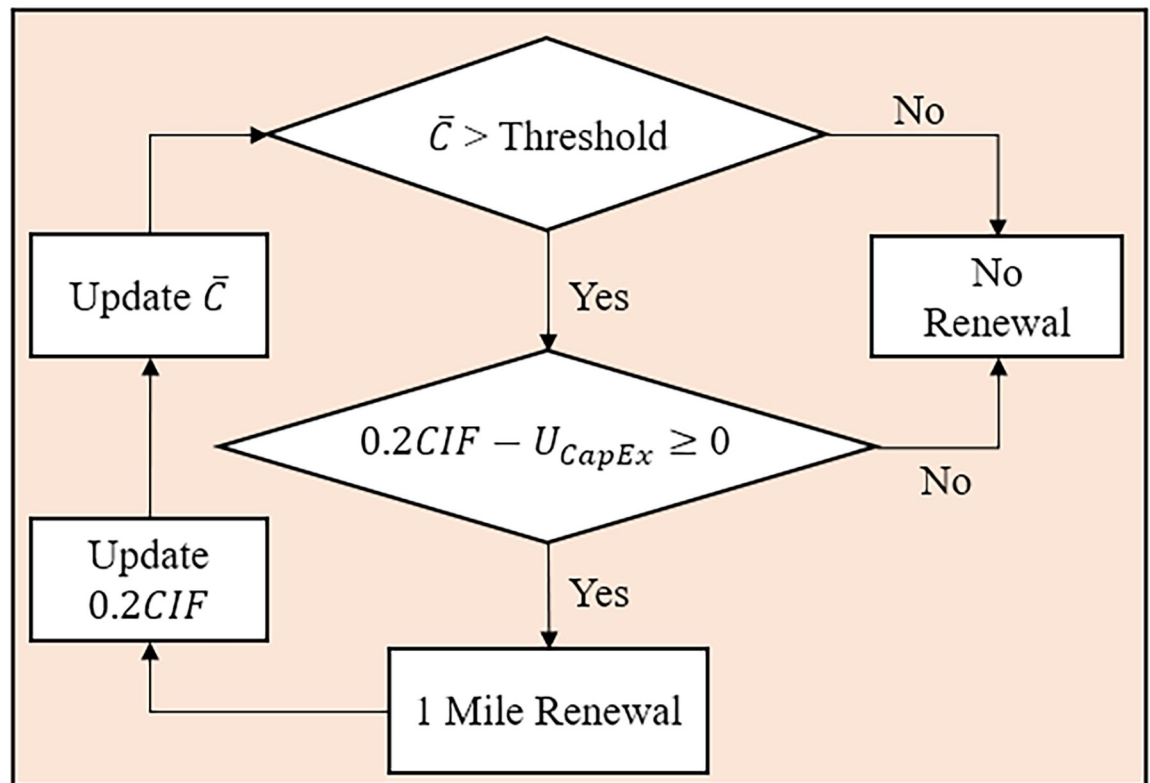 C̄ > Threshold
No
Update C̄
Yes
No
Renewal
0.2CIF − U_CapEx ≥ 0
No
Update
0.2CIF
Yes
1 Mile Renewal